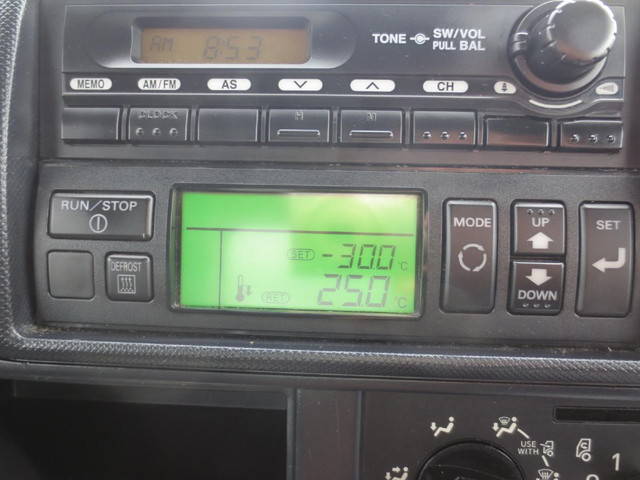 AM 8:53
TONE SW/VOL
PULL BAL
MEMO AM/FM AS CH
CLOCK H M
RUN/STOP
DEFROST
SET -30.0 °C
RET 25.0 °C
MODE
UP
DOWN
SET
USE
WITH
1